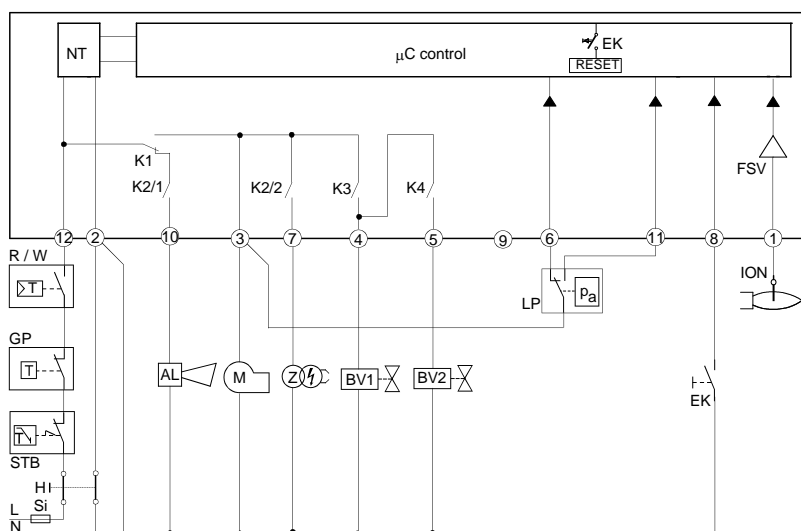 NT
μC control
EK
RESET
K1
K2/1
K2/2
K3
K4
FSV
12
2
10
3
7
4
5
9
6
11
8
1
R / W
T
LP
pa
ION
GP
T
AL
M
Z
BV1
BV2
EK
T
STB
H
L
Si
N